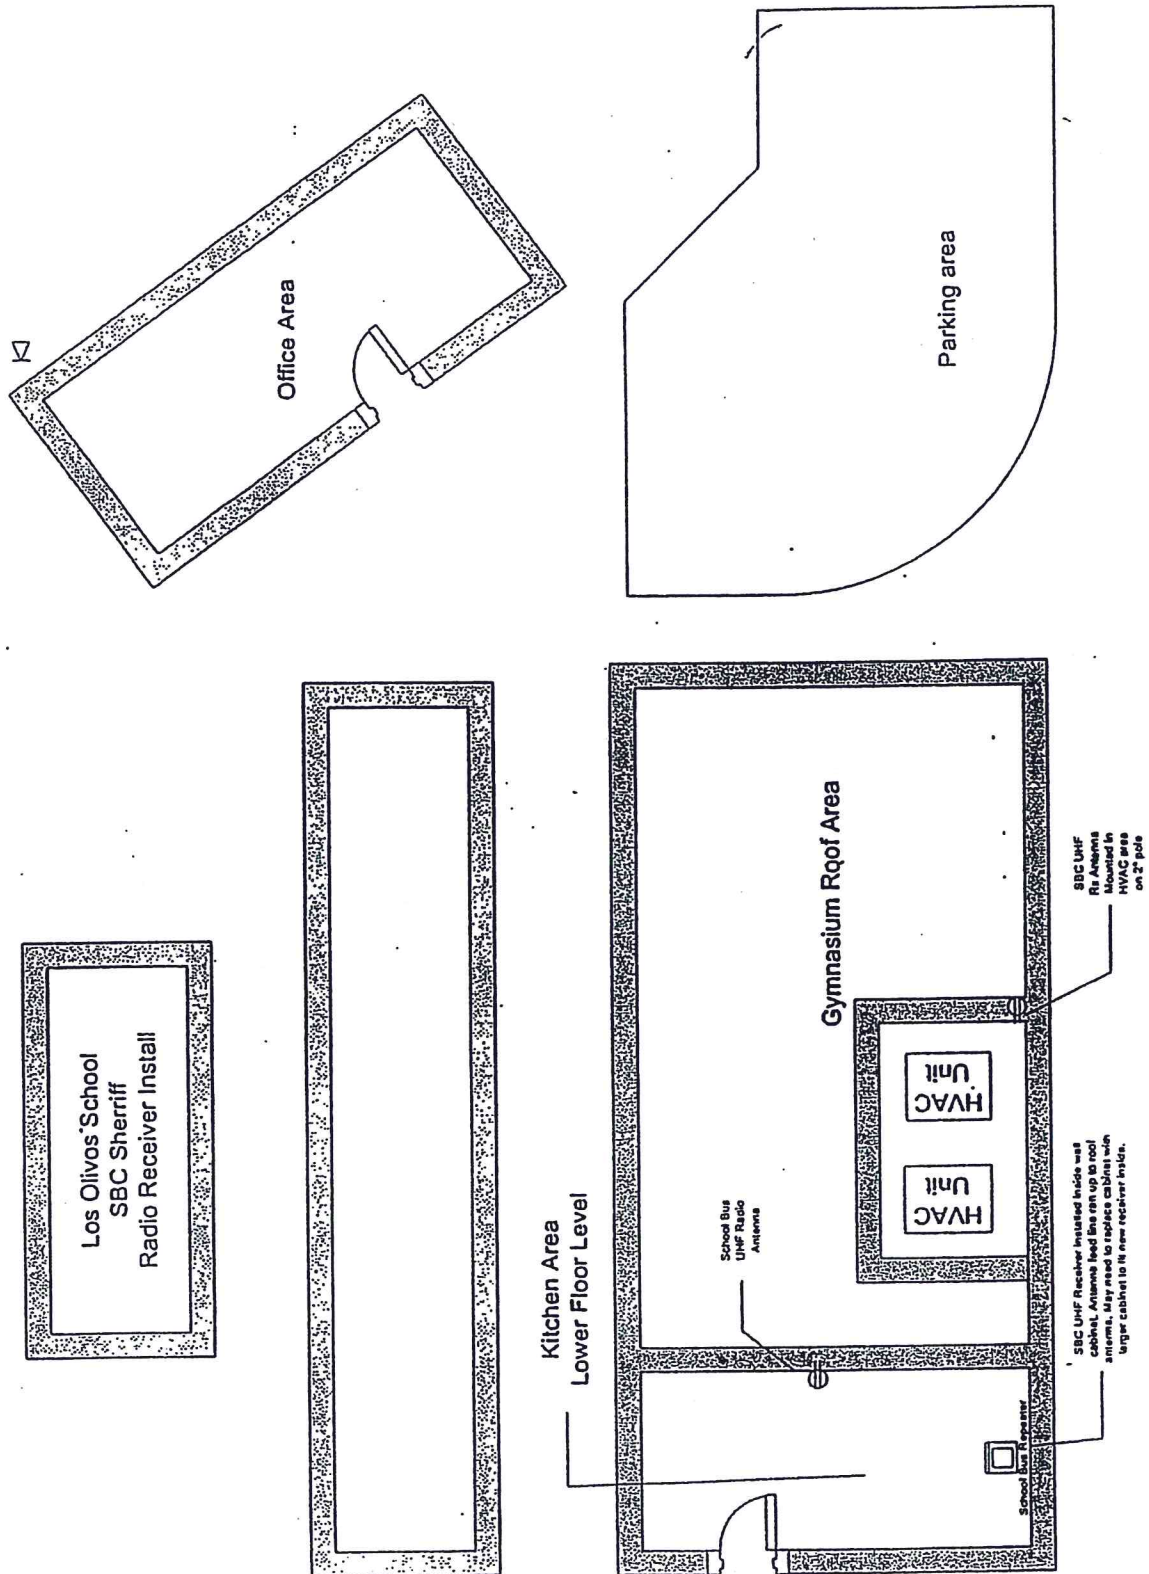 Los Olivos School
SBC Sherriff
Radio Receiver Install
Office Area
Parking area
Kitchen Area
Lower Floor Level
Gymnasium Roof Area
School Bus
UHF Radio
Antenna
HVAC
Unit
HVAC
Unit
SBC UHF
Rx Antenna
Mounted in
HVAC area
on 2" pole
School Bus Repeater
SBC UHF Receiver installed inside was
cabinet. Antenna feed line ran up to roof
antenna. May need to replace cabinet with
larger cabinet to fit new receiver inside.